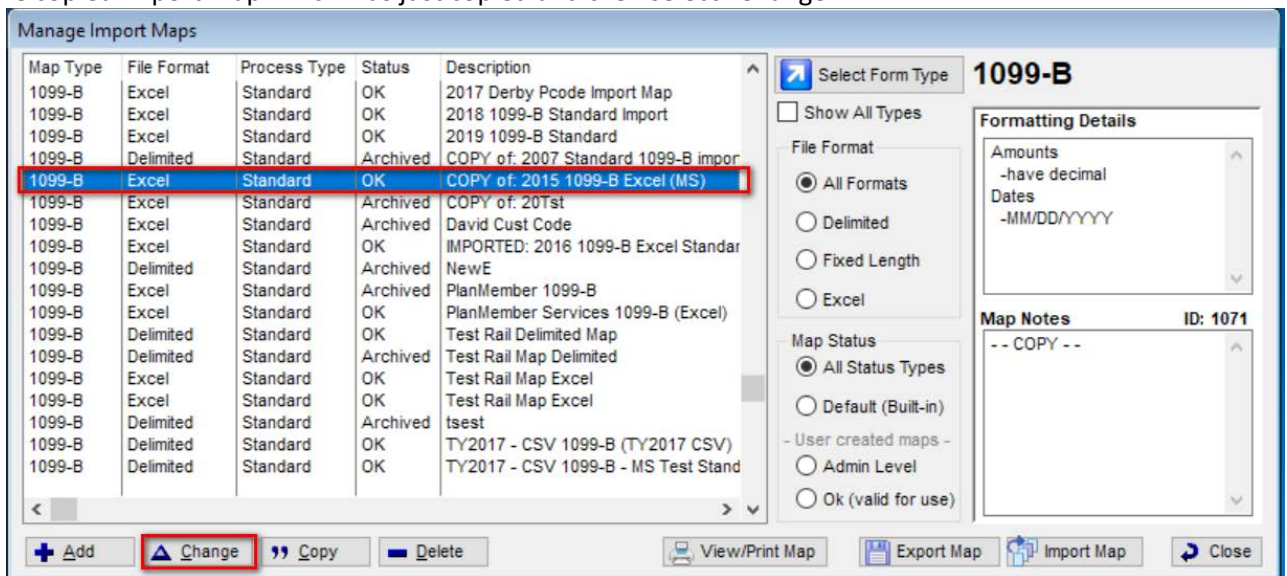 Manage Import Maps
Map Type File Format Process Type Status Description
1099-B Excel Standard OK 2017 Derby Pcode Import Map
1099-B Excel Standard OK 2018 1099-B Standard Import
1099-B Excel Standard OK 2019 1099-B Standard
1099-B Delimited Standard Archived COPY of: 2007 Standard 1099-B impor
1099-B Excel Standard OK COPY of: 2015 1099-B Excel (MS)
1099-B Excel Standard Archived COPY of: 20Tst
1099-B Excel Standard Archived David Cust Code
1099-B Excel Standard OK IMPORTED: 2016 1099-B Excel Standar
1099-B Delimited Standard Archived NewE
1099-B Excel Standard Archived PlanMember 1099-B
1099-B Excel Standard OK PlanMember Services 1099-B (Excel)
1099-B Delimited Standard OK Test Rail Delimited Map
1099-B Delimited Standard Archived Test Rail Map Delimited
1099-B Excel Standard OK Test Rail Map Excel
1099-B Excel Standard OK Test Rail Map Excel
1099-B Delimited Standard Archived tsest
1099-B Delimited Standard OK TY2017 - CSV 1099-B (TY2017 CSV)
1099-B Delimited Standard OK TY2017 - CSV 1099-B - MS Test Stand
Select Form Type
Show All Types
File Format
All Formats
Delimited
Fixed Length
Excel
Map Status
All Status Types
Default (Built-in)
- User created maps -
Admin Level
Ok (valid for use)
1099-B
Formatting Details
Amounts
-have decimal
Dates
-MM/DD/YYYY
Map Notes ID: 1071
- - COPY - -
Add Change Copy Delete View/Print Map Export Map Import Map Close